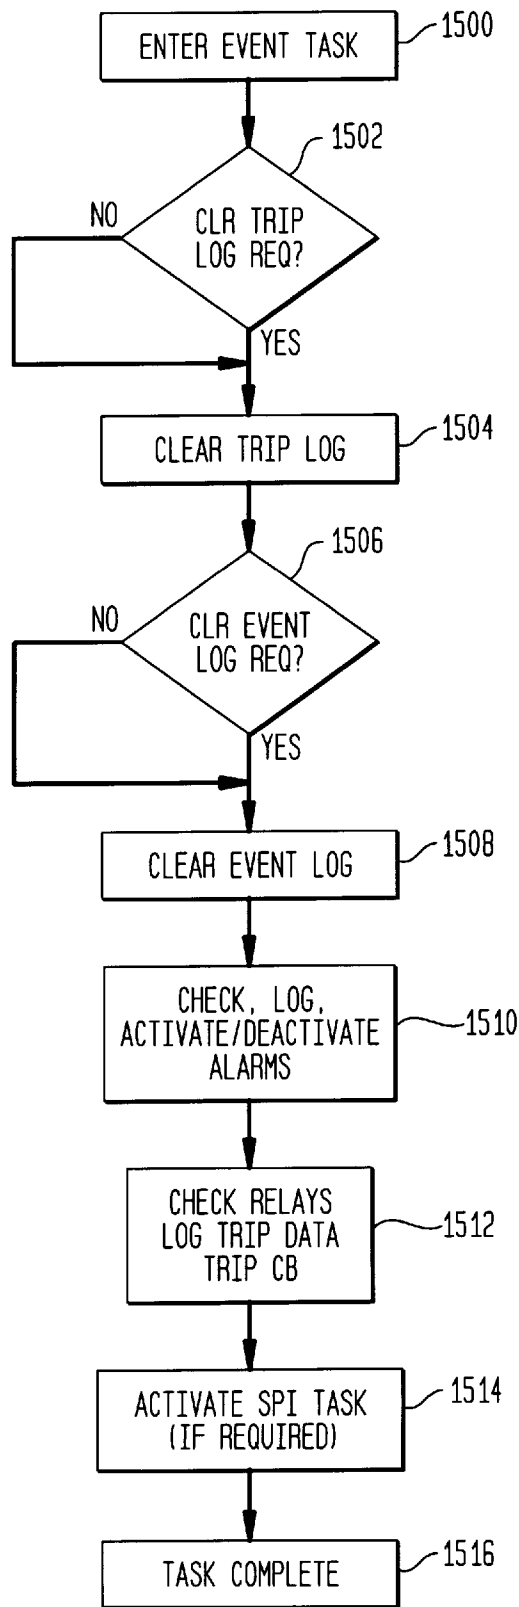 ENTER EVENT TASK
1500
1502
NO
CLR TRIP
LOG REQ?
YES
CLEAR TRIP LOG
1504
1506
NO
CLR EVENT
LOG REQ?
YES
CLEAR EVENT LOG
1508
CHECK, LOG,
ACTIVATE/DEACTIVATE
ALARMS
1510
CHECK RELAYS
LOG TRIP DATA
TRIP CB
1512
ACTIVATE SPI TASK
(IF REQUIRED)
1514
TASK COMPLETE
1516